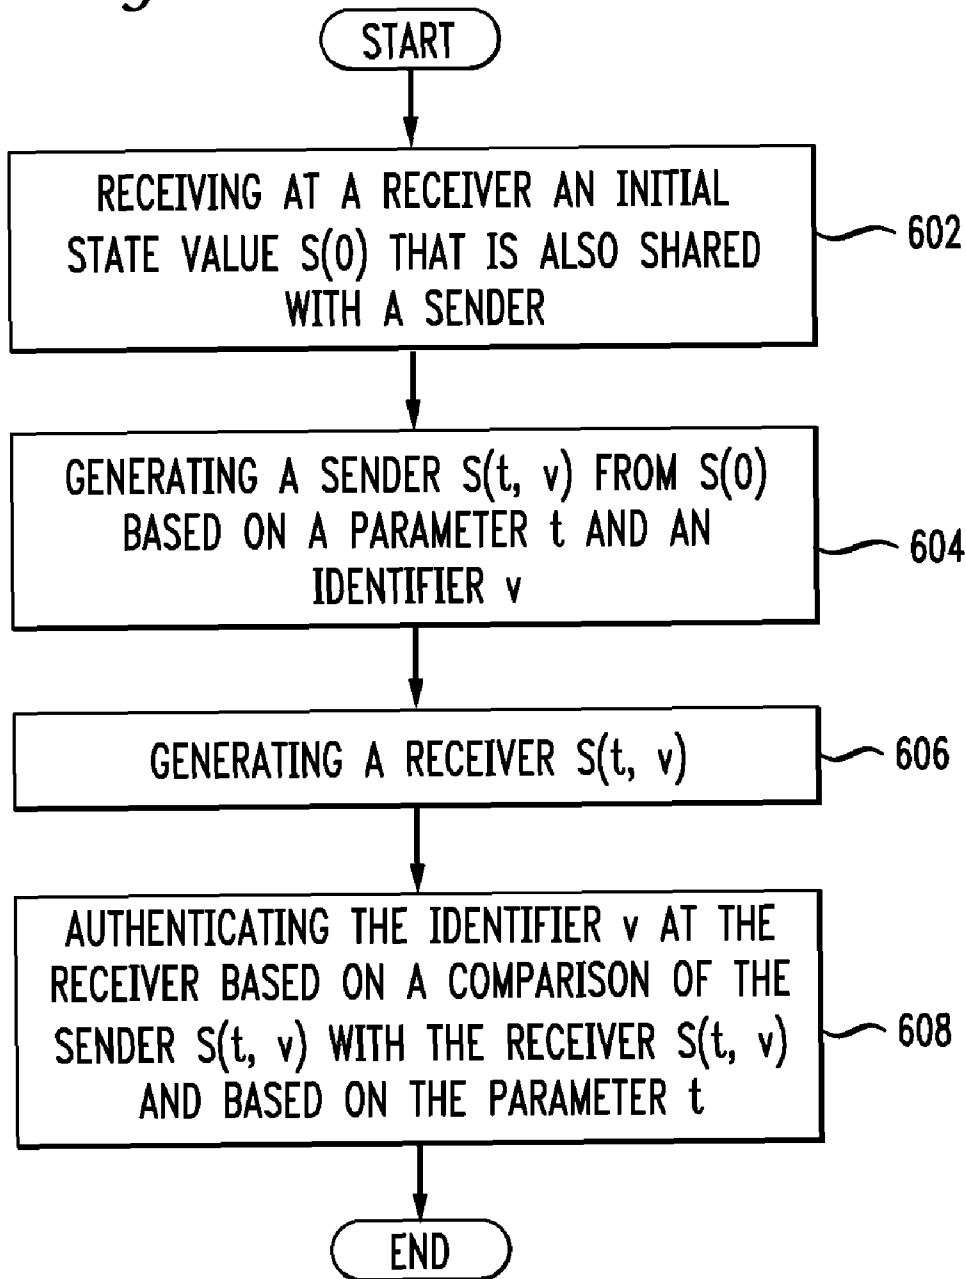 START
RECEIVING AT A RECEIVER AN INITIAL
STATE VALUE S(0) THAT IS ALSO SHARED
WITH A SENDER
602
GENERATING A SENDER S(t, v) FROM S(0)
BASED ON A PARAMETER t AND AN
IDENTIFIER v
604
GENERATING A RECEIVER S(t, v)
606
AUTHENTICATING THE IDENTIFIER v AT THE
RECEIVER BASED ON A COMPARISON OF THE
SENDER S(t, v) WITH THE RECEIVER S(t, v)
AND BASED ON THE PARAMETER t
608
END